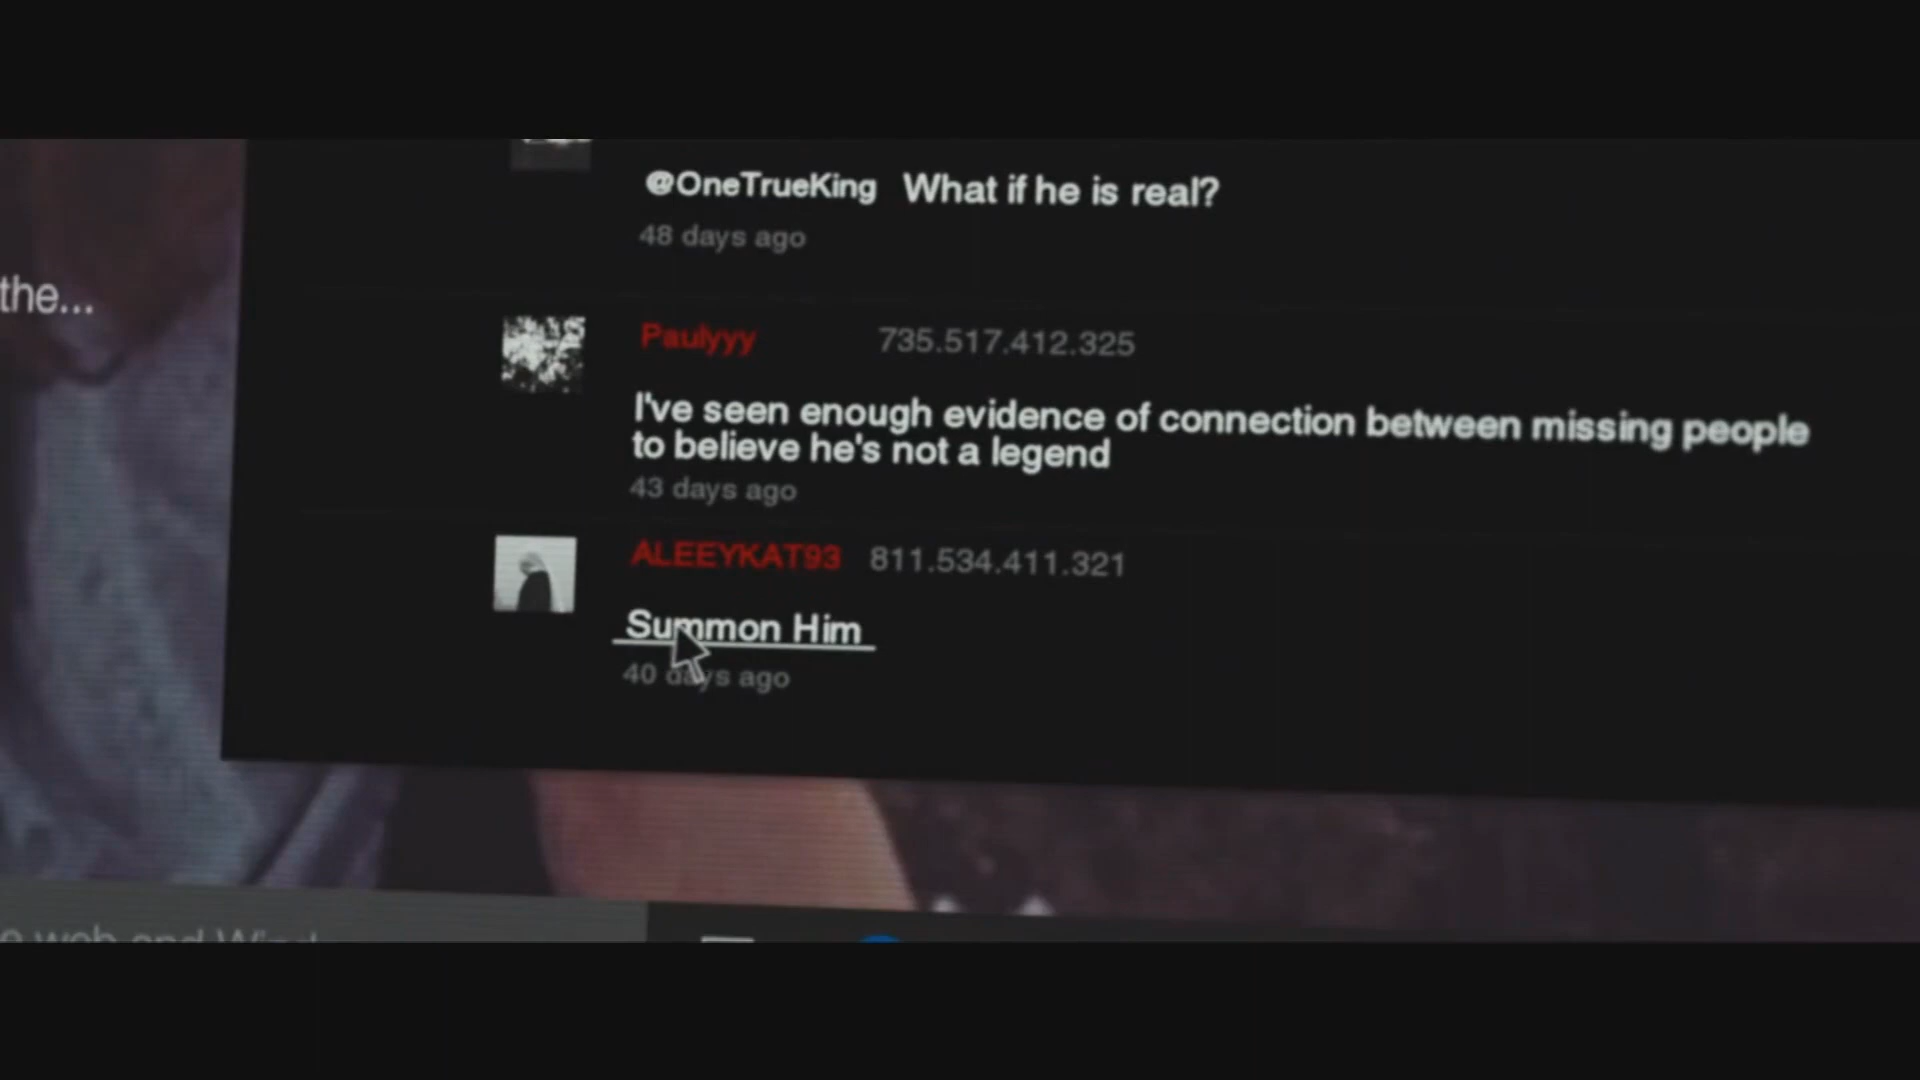 @OneTrueKing What if he is real?
48 days ago
the...
Paulyyy 735.517.412.325
I've seen enough evidence of connection between missing people
to believe he's not a legend
43 days ago
ALEEYKAT93 811.534.411.321
Summon Him
40 days ago
web and